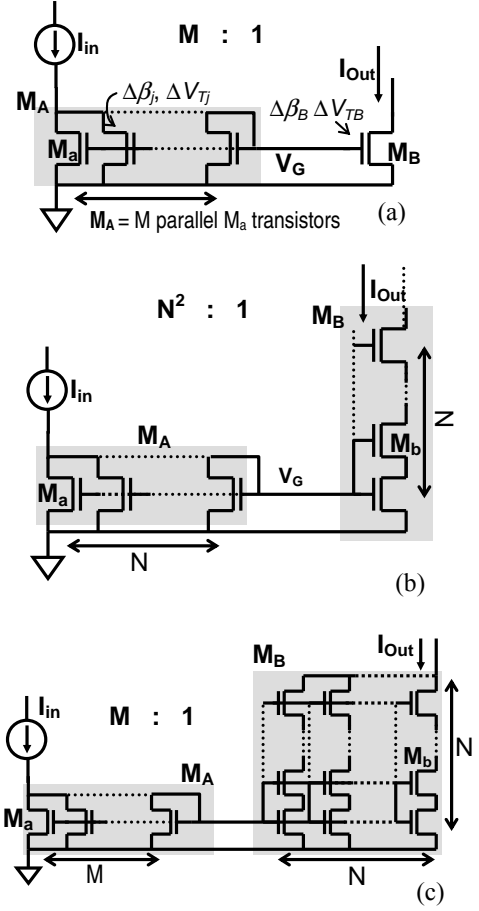 I_in
M : 1
I_Out
M_A
Δβ_j, ΔV_Tj
Δβ_B ΔV_TB
M_a
V_G
M_B
M_A = M parallel M_a transistors
(a)
N² : 1
I_Out
M_B
I_in
M_A
M_b
N
M_a
V_G
N
(b)
I_Out
M_B
I_in
M : 1
M_b
N
M_A
M_a
M
N
(c)